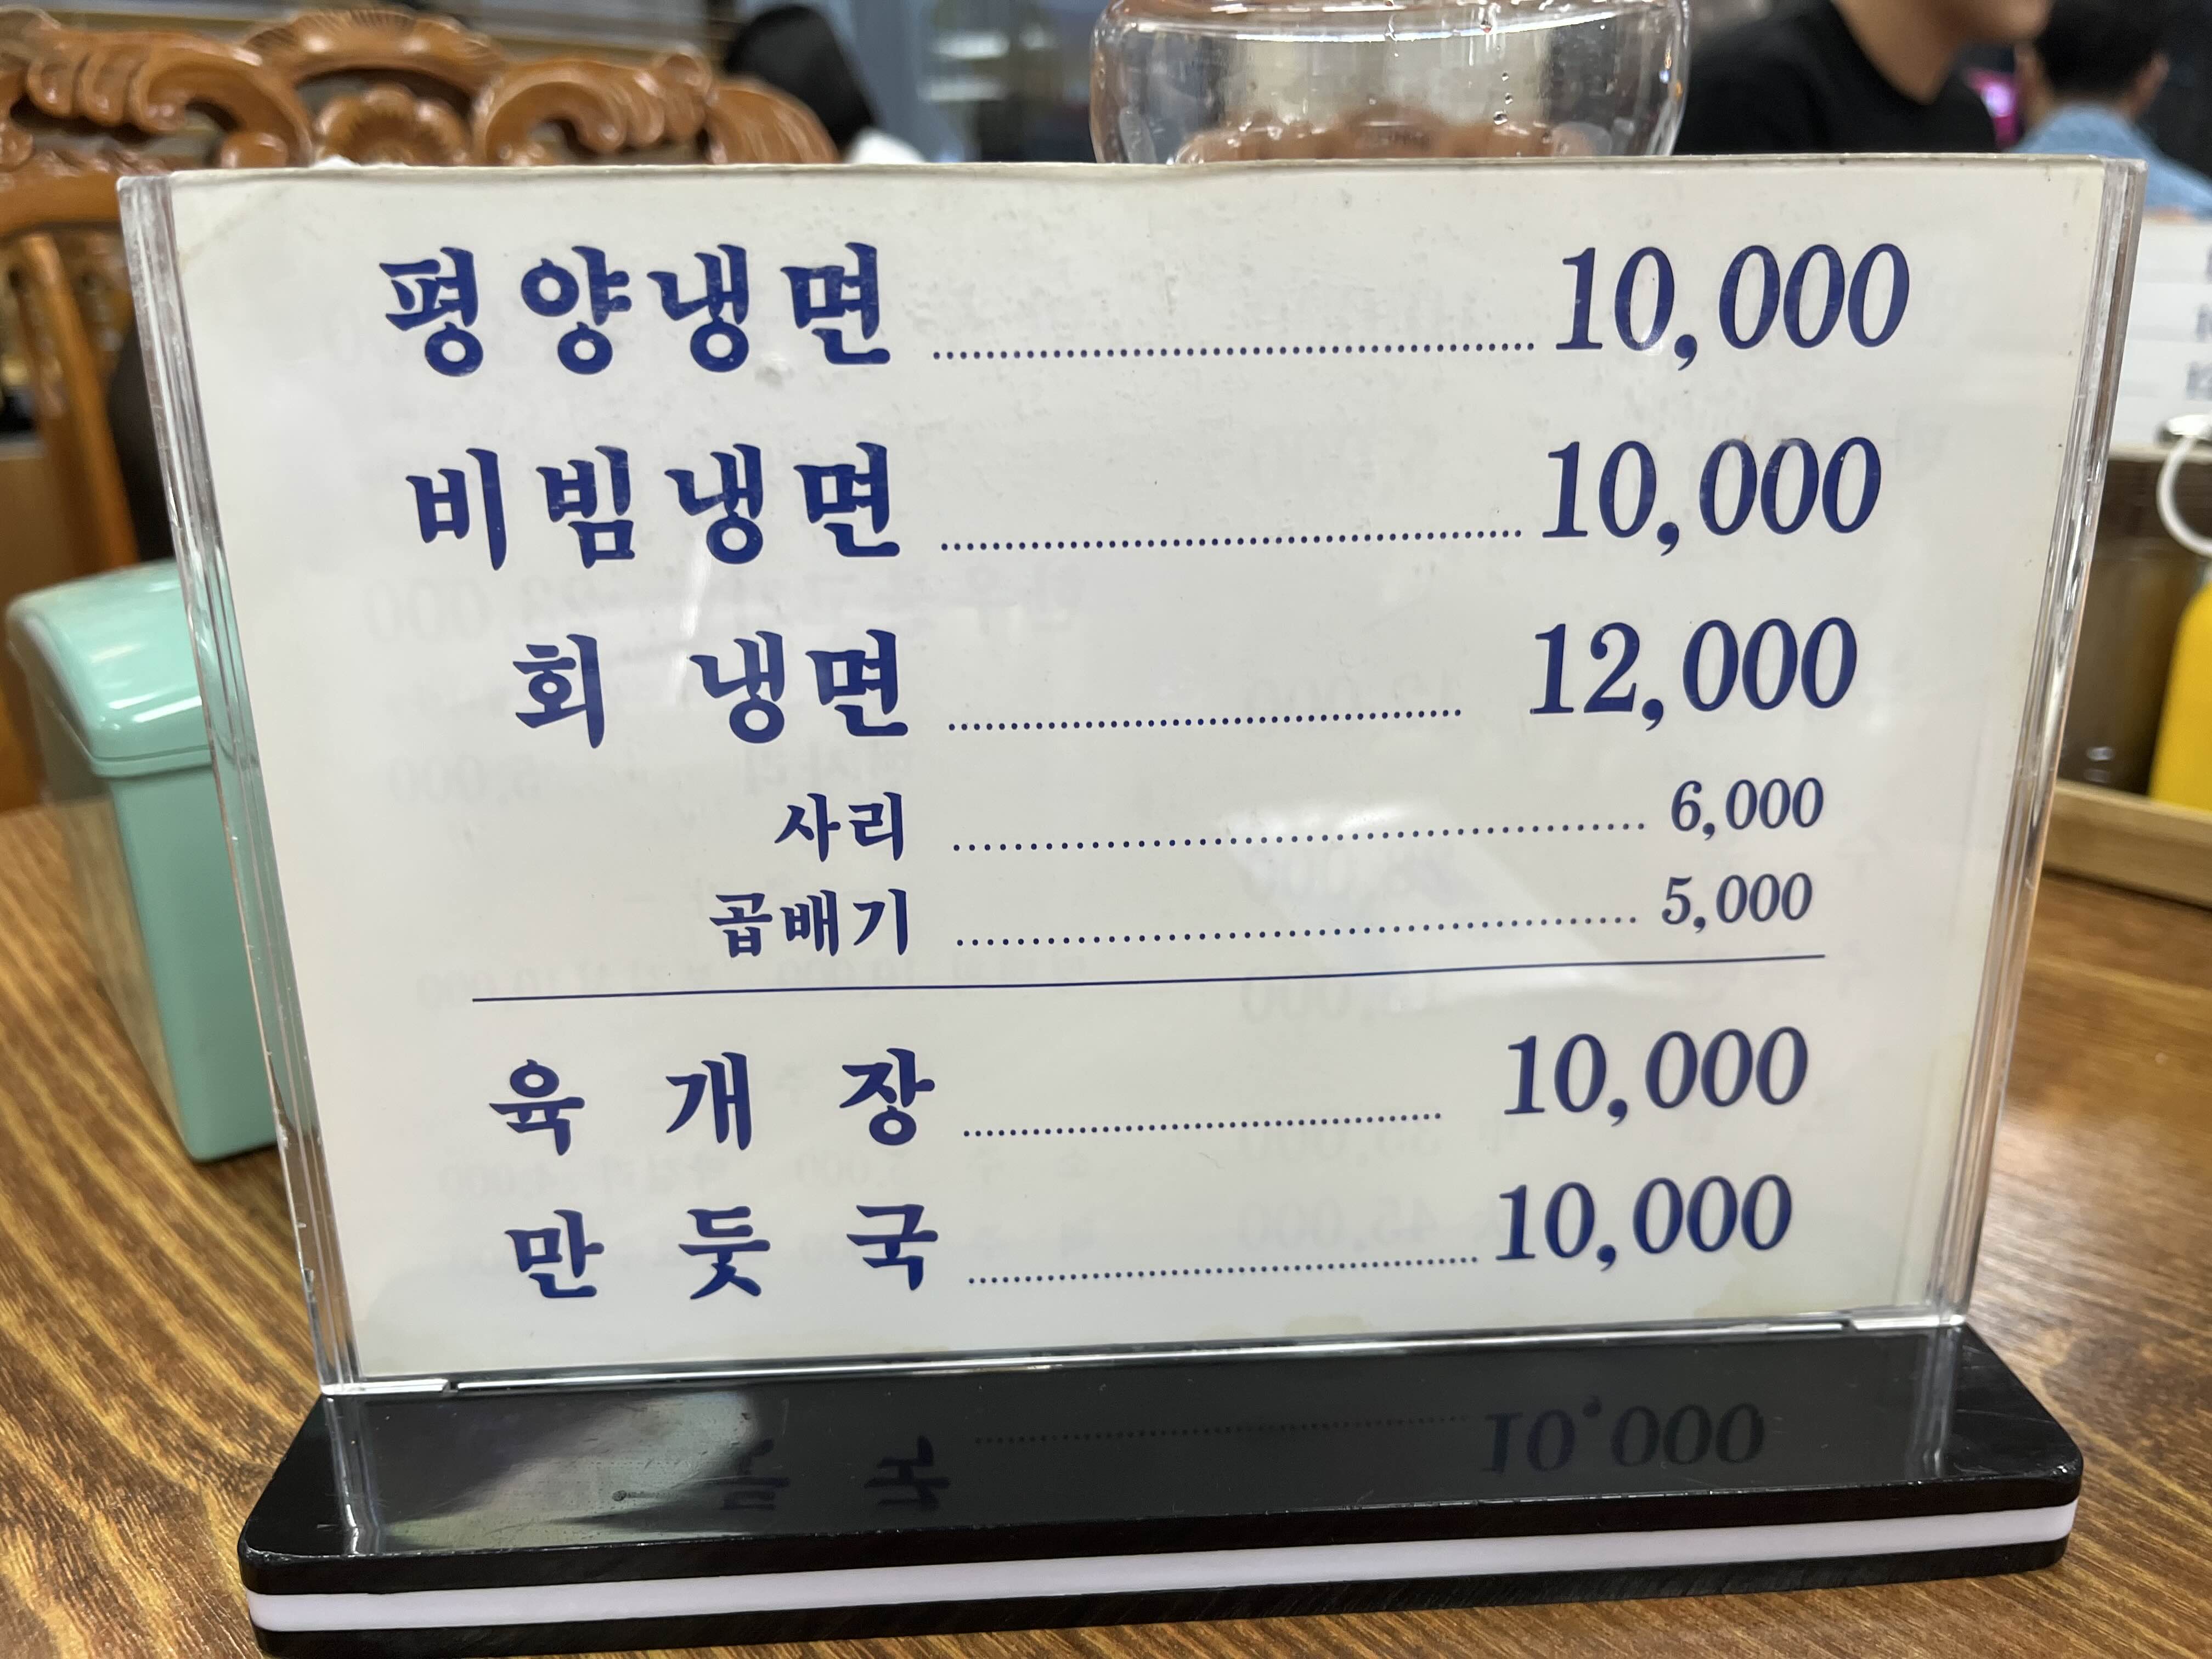 평양냉면 10,000
비빔냉면 10,000
회 냉면 12,000
사리 6,000
곱배기 5,000
육 개 장 10,000
만 둣 국 10,000